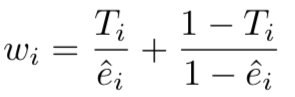 w_i = \frac{T_i}{\hat{e}_i} + \frac{1 - T_i}{1 - \hat{e}_i}